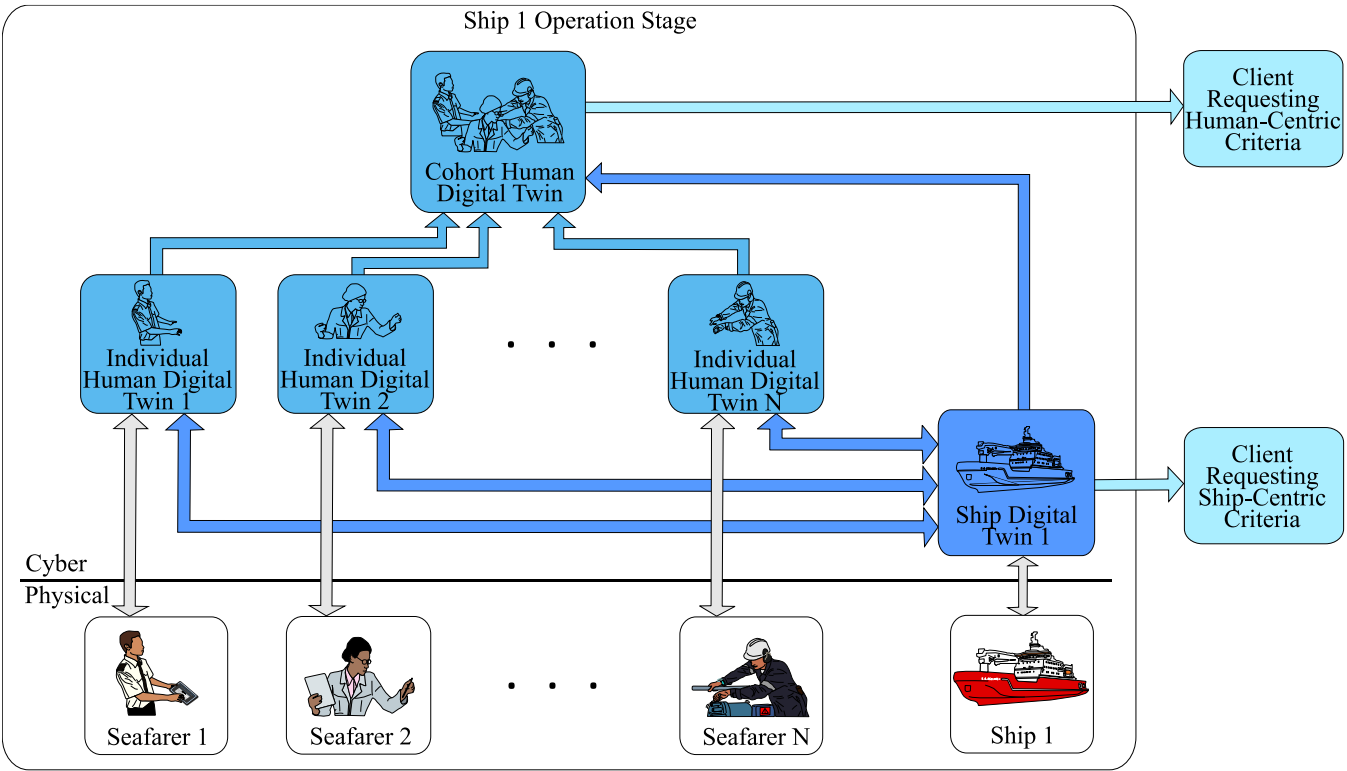 Ship 1 Operation Stage
Client
Requesting
Human-Centric
Criteria
Cohort Human
Digital Twin
Individual
Human Digital
Twin 1
Individual
Human Digital
Twin 2
. . .
Individual
Human Digital
Twin N
Ship Digital
Twin 1
Client
Requesting
Ship-Centric
Criteria
Cyber
Physical
Seafarer 1
Seafarer 2
. . .
Seafarer N
Ship 1